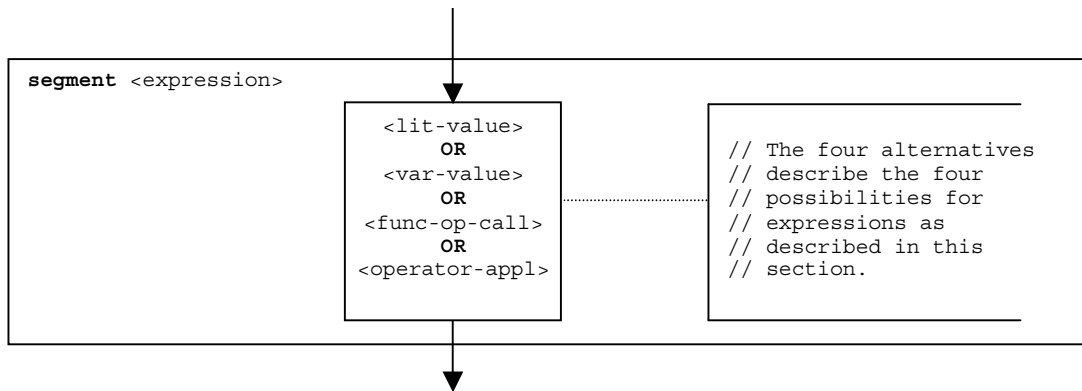 segment <expression>
<lit-value>
OR
<var-value>
OR
<func-op-call>
OR
<operator-appl>
// The four alternatives
// describe the four
// possibilities for
// expressions as
// described in this
// section.